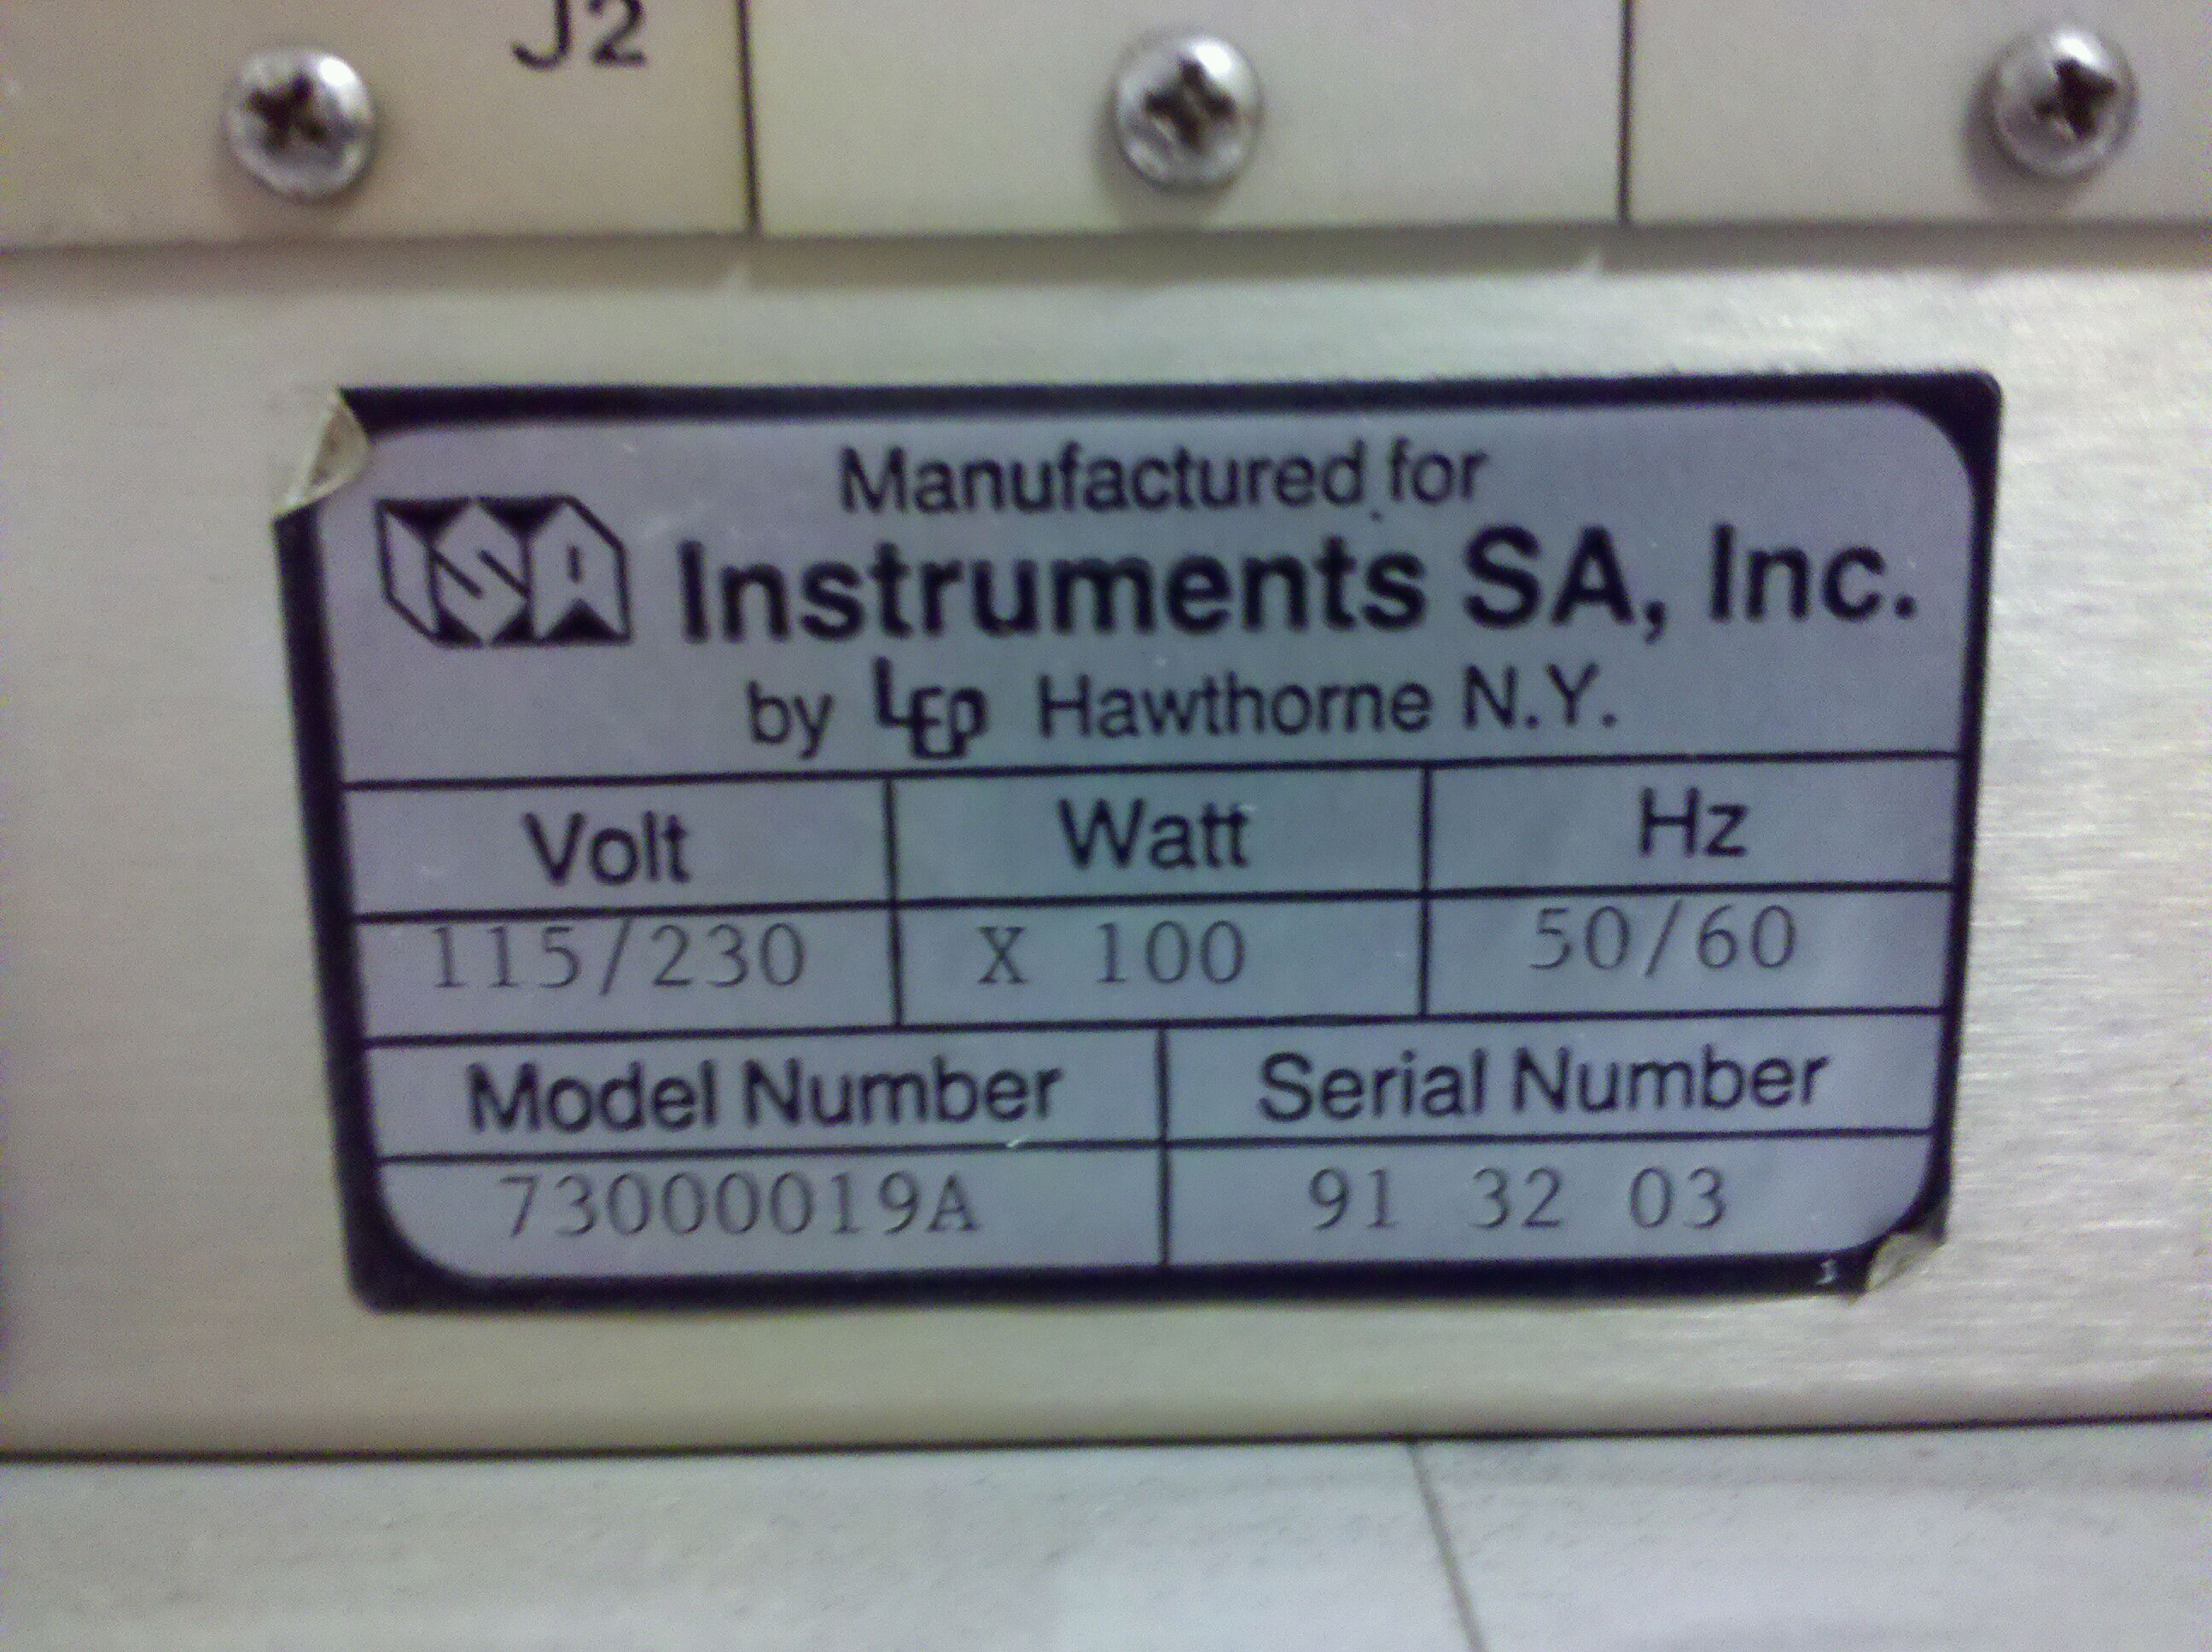 J2
Manufactured for
ISA Instruments SA, Inc.
by LEP Hawthorne N.Y.
Volt Watt Hz
115/230 X 100 50/60
Model Number Serial Number
73000019A 91 32 03